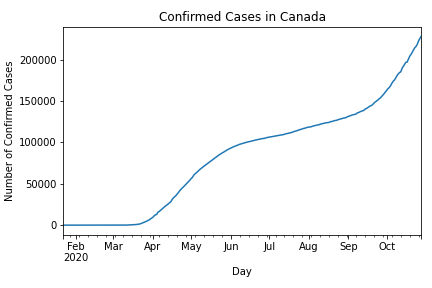 Confirmed Cases in Canada
Number of Confirmed Cases
200000
150000
100000
50000
0
Feb Mar Apr May Jun Jul Aug Sep Oct
2020
Day